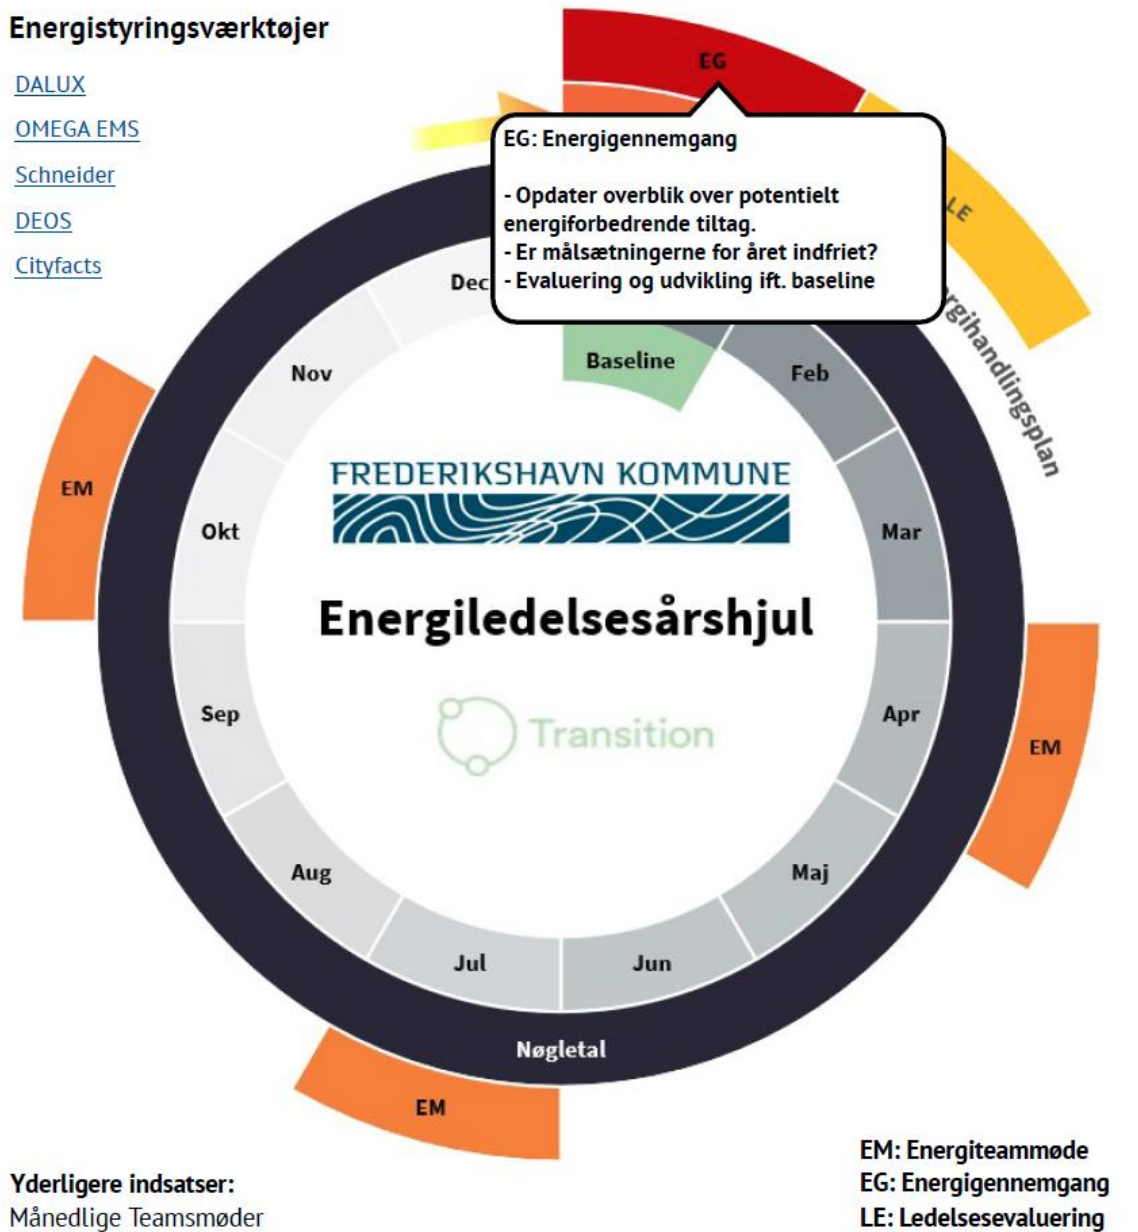 Energistyringsværktøjer
DALUX
OMEGA EMS
Schneider
DEOS
Cityfacts
EG
EG: Energigennemgang
- Opdater overblik over potentielt
energiforbedrende tiltag.
- Er målsætningerne for året indfriet?
- Evaluering og udvikling ift. baseline
LE
Dec
Baseline
Feb
Mar
Apr
Maj
Jun
Jul
Aug
Sep
Okt
Nov
EM
EM
EM
Nøgletal
FREDERIKSHAVN KOMMUNE
Energiledelsesårshjul
Transition
Yderligere indsatser:
Månedlige Teamsmøder
EM: Energiteammøde
EG: Energigennemgang
LE: Ledelsesevaluering